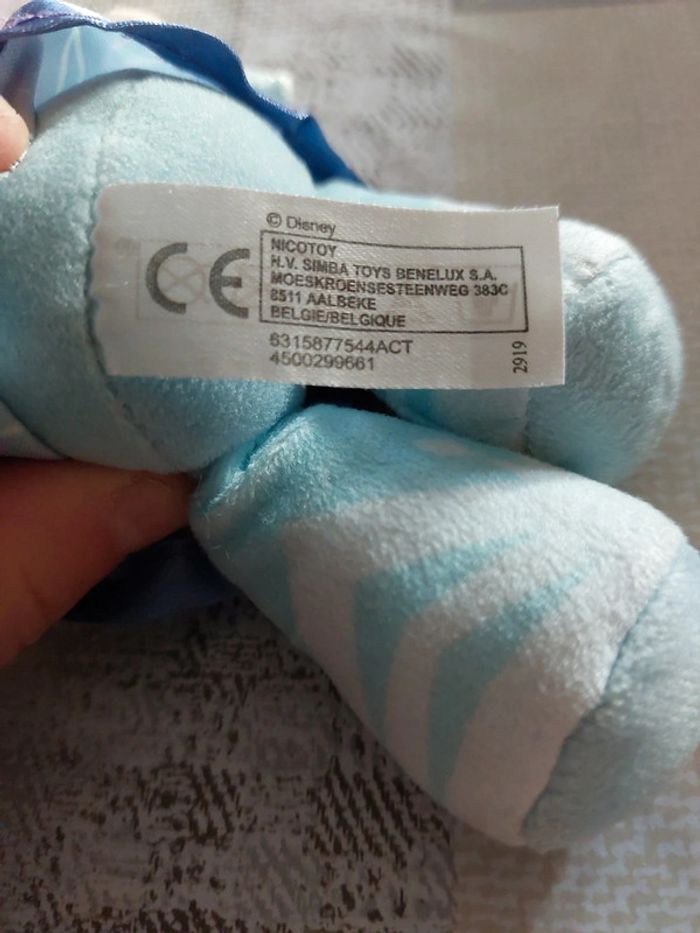 © Disney
CE
NICOTOY
N.V. SIMBA TOYS BENELUX S.A.
MOESKROENSESTEENWEG 383C
8511 AALBEKE
BELGIE/BELGIQUE
6315877544ACT
4500299661
2919